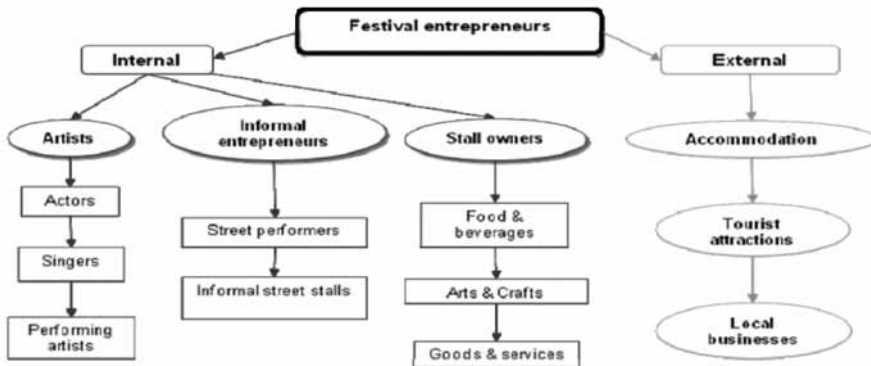 Festival entrepreneurs
Internal
External
Artists
Informal
entrepreneurs
Stall owners
Accommodation
Actors
Street performers
Food &
beverages
Tourist
attractions
Singers
Informal street stalls
Arts & Crafts
Performing
artists
Goods & services
Local
businesses